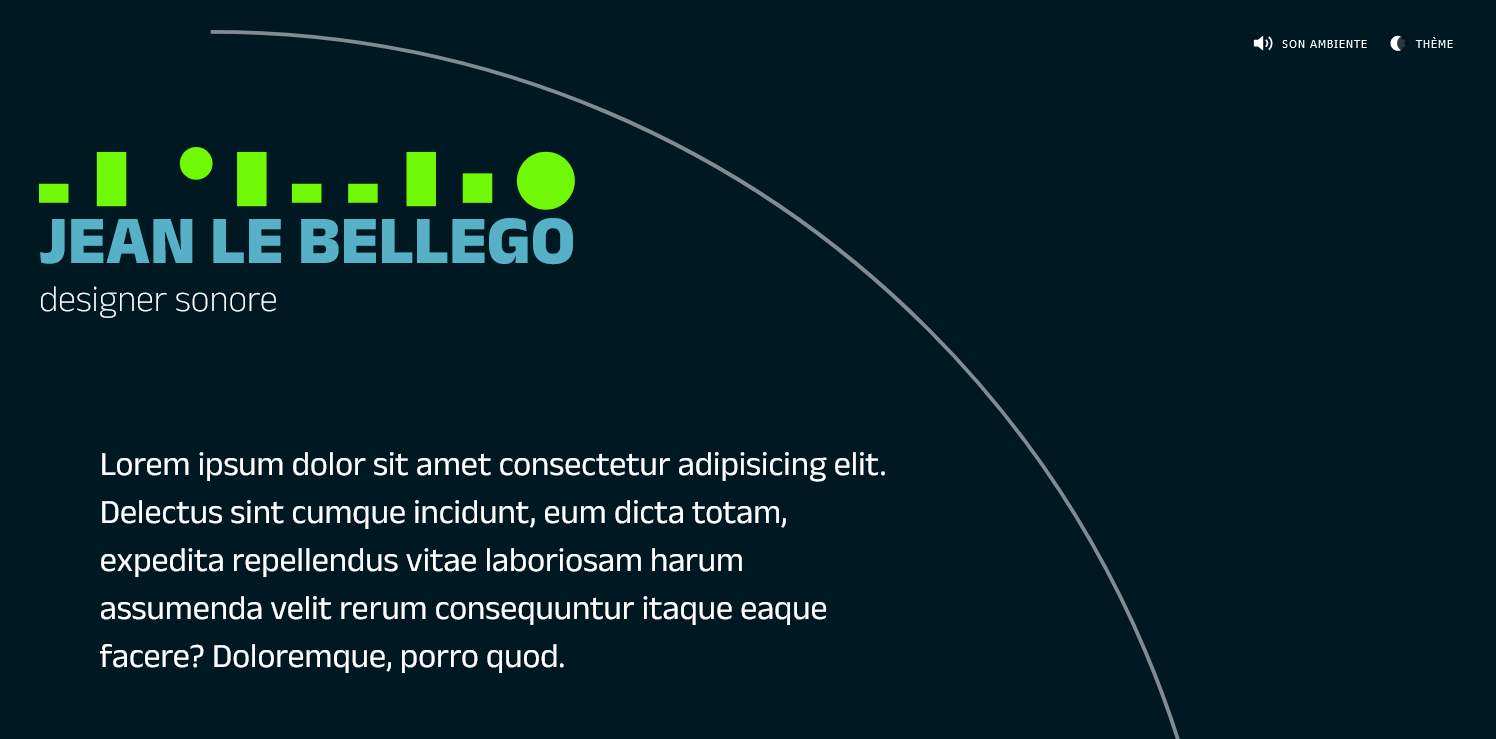 SON AMBIENTE
THÈME
JEAN LE BELLEGO
designer sonore
Lorem ipsum dolor sit amet consectetur adipisicing elit.
Delectus sint cumque incidunt, eum dicta totam,
expedita repellendus vitae laboriosam harum
assumenda velit rerum consequuntur itaque eaque
facere? Doloremque, porro quod.